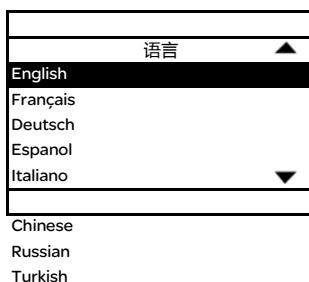 语言
English
Français
Deutsch
Espanol
Italiano
Chinese
Russian
Turkish